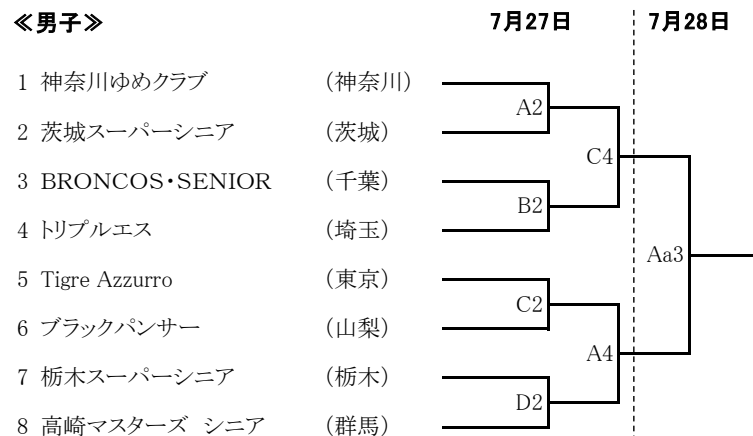 ≪男子≫ 7月27日 7月28日
1 神奈川ゆめクラブ (神奈川)
A2
2 茨城スーパーシニア (茨城)
C4
3 BRONCOS・SENIOR (千葉)
B2
4 トリプルエス (埼玉)
Aa3
5 Tigre Azzurro (東京)
C2
6 ブラックパンサー (山梨)
A4
7 栃木スーパーシニア (栃木)
D2
8 高崎マスターズ シニア (群馬)